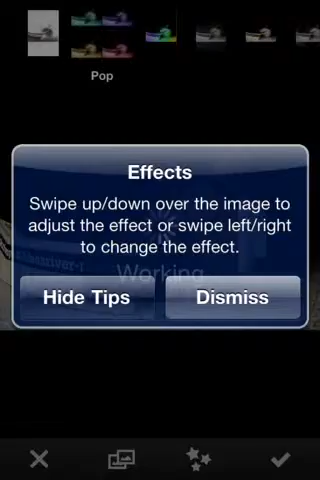 Pop
Effects
Swipe up/down over the image to
adjust the effect or swipe left/right
to change the effect.
Working
Hide Tips
Dismiss